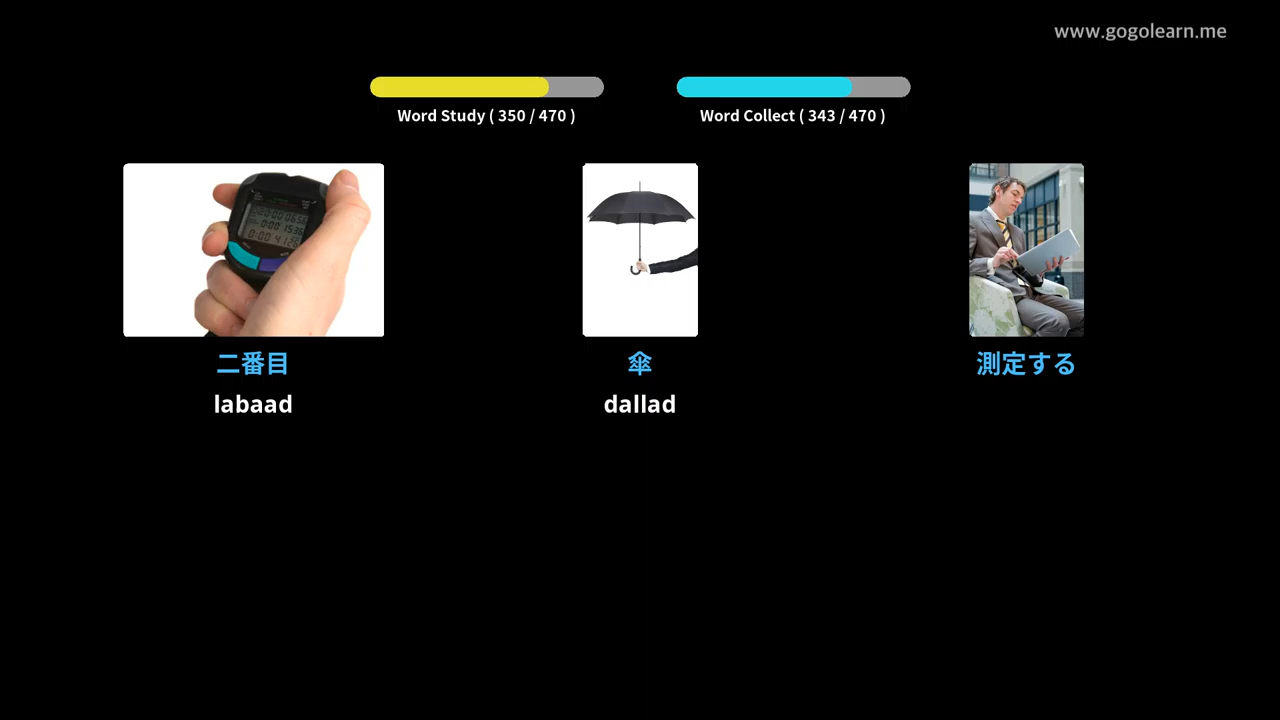 www.gogolearn.me
Word Study ( 350 / 470 )
Word Collect ( 343 / 470 )
二番目
labaad
傘
dallad
測定する